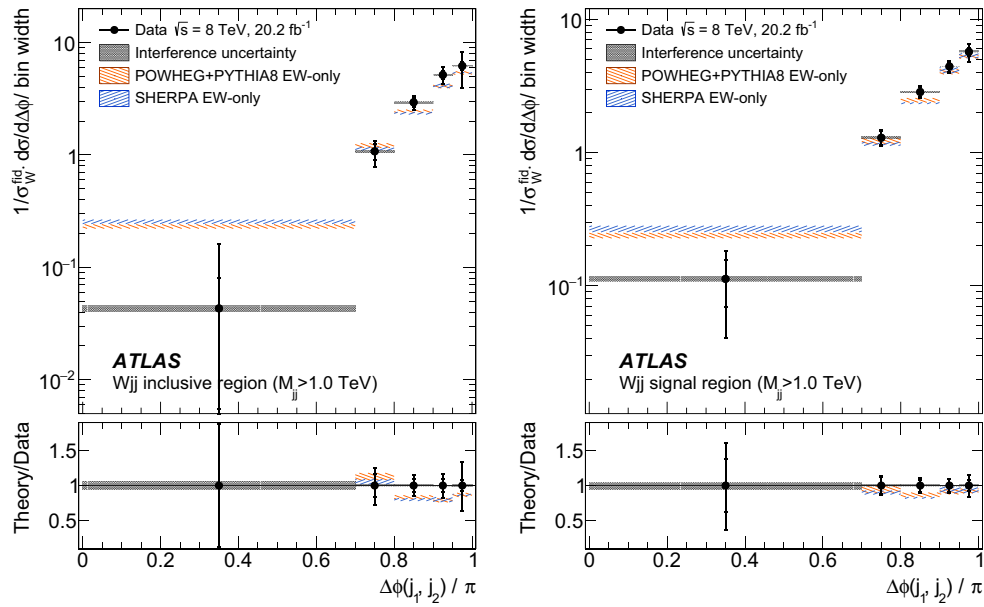 Data √s = 8 TeV, 20.2 fb⁻¹
Interference uncertainty
POWHEG+PYTHIA8 EW-only
SHERPA EW-only
1/σ_W^fid· dσ/dΔϕ/ bin width
10
1
10⁻¹
10⁻²
ATLAS
Wjj inclusive region (M_jj>1.0 TeV)
Theory/Data
1.5
1
0.5
0 0.2 0.4 0.6 0.8 1
Δϕ(j₁, j₂) / π
Data √s = 8 TeV, 20.2 fb⁻¹
Interference uncertainty
POWHEG+PYTHIA8 EW-only
SHERPA EW-only
1/σ_W^fid· dσ/dΔϕ/ bin width
10
1
10⁻¹
ATLAS
Wjj signal region (M_jj>1.0 TeV)
Theory/Data
1.5
1
0.5
0 0.2 0.4 0.6 0.8 1
Δϕ(j₁, j₂) / π